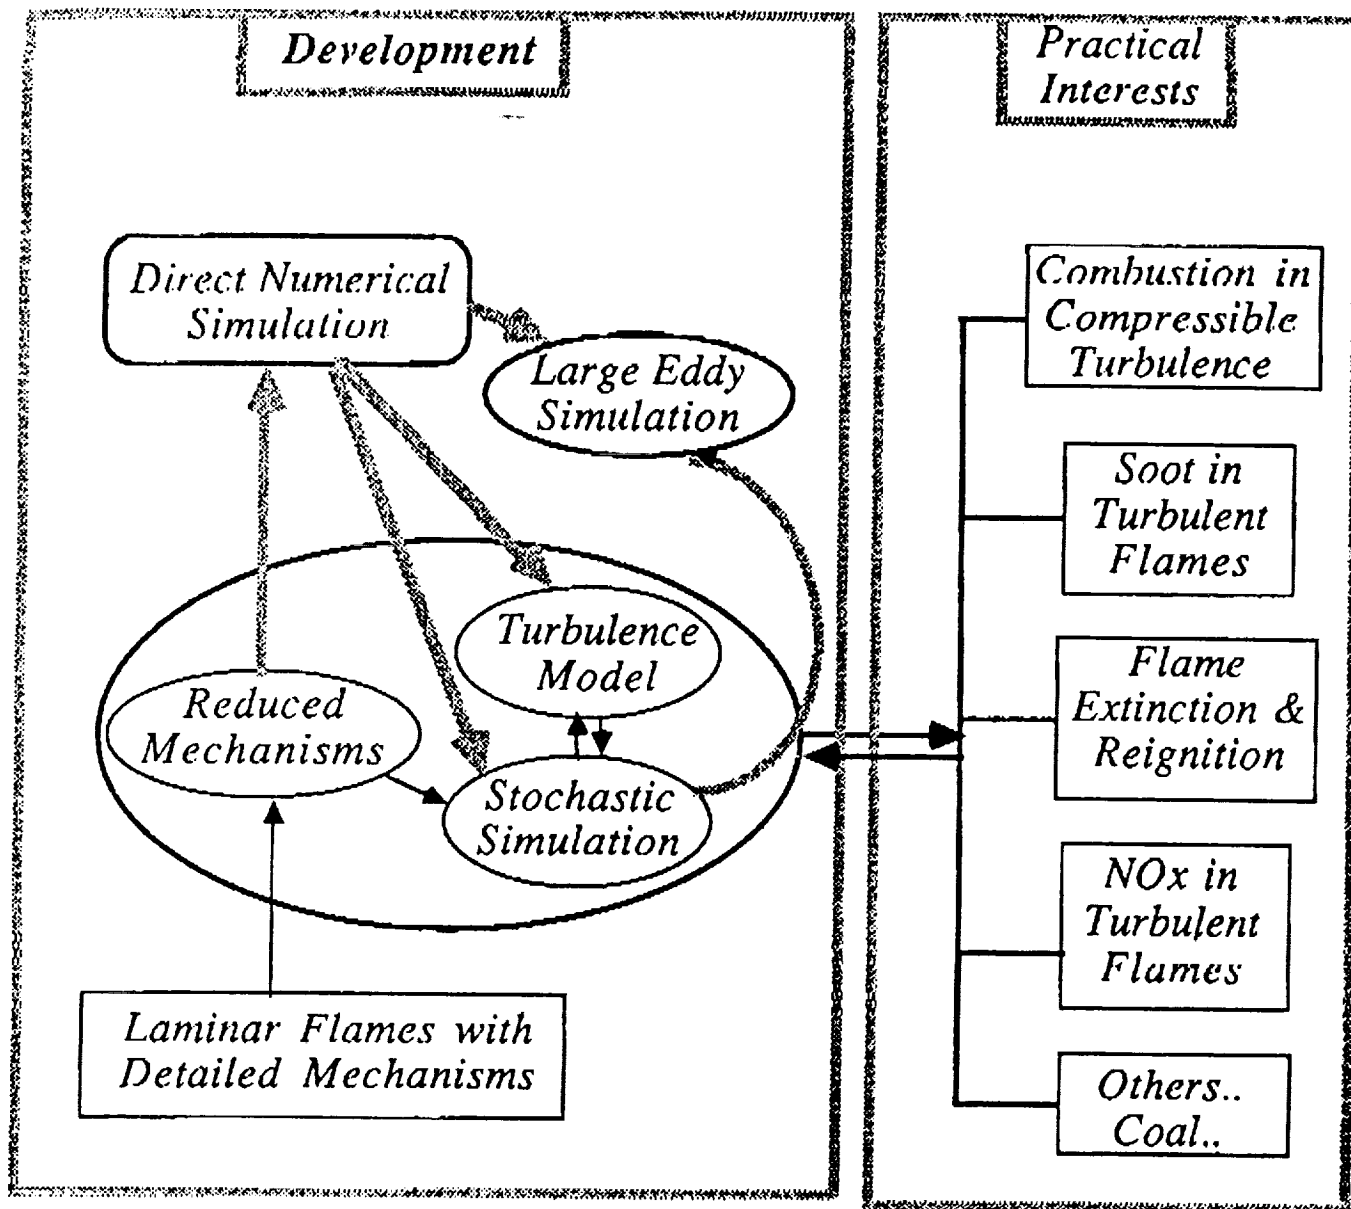 Development
Direct Numerical
Simulation
Large Eddy
Simulation
Turbulence
Model
Reduced
Mechanisms
Stochastic
Simulation
Laminar Flames with
Detailed Mechanisms
Practical
Interests
Combustion in
Compressible
Turbulence
Soot in
Turbulent
Flames
Flame
Extinction &
Reignition
NOx in
Turbulent
Flames
Others..
Coal..